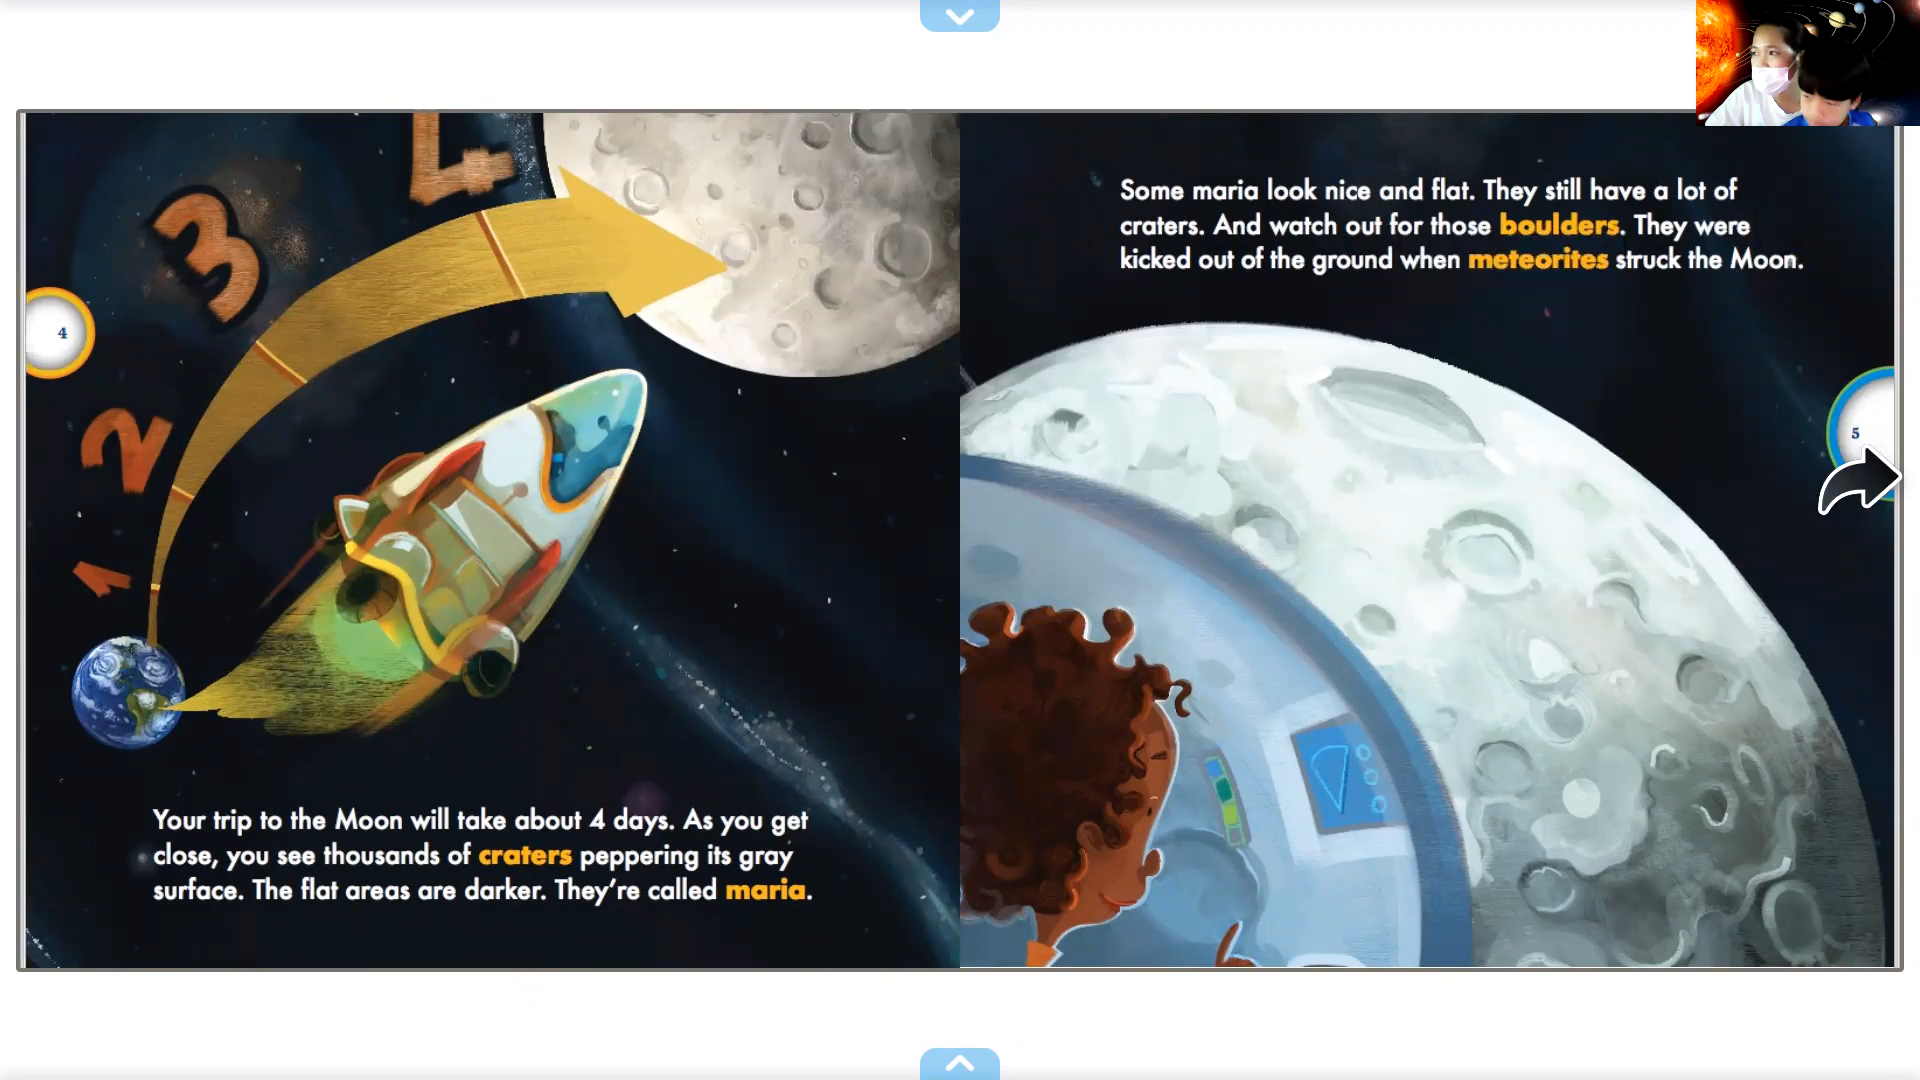 4
3
2
1
4
Your trip to the Moon will take about 4 days. As you get
close, you see thousands of craters peppering its gray
surface. The flat areas are darker. They're called maria.
Some maria look nice and flat. They still have a lot of
craters. And watch out for those boulders. They were
kicked out of the ground when meteorites struck the Moon.
5